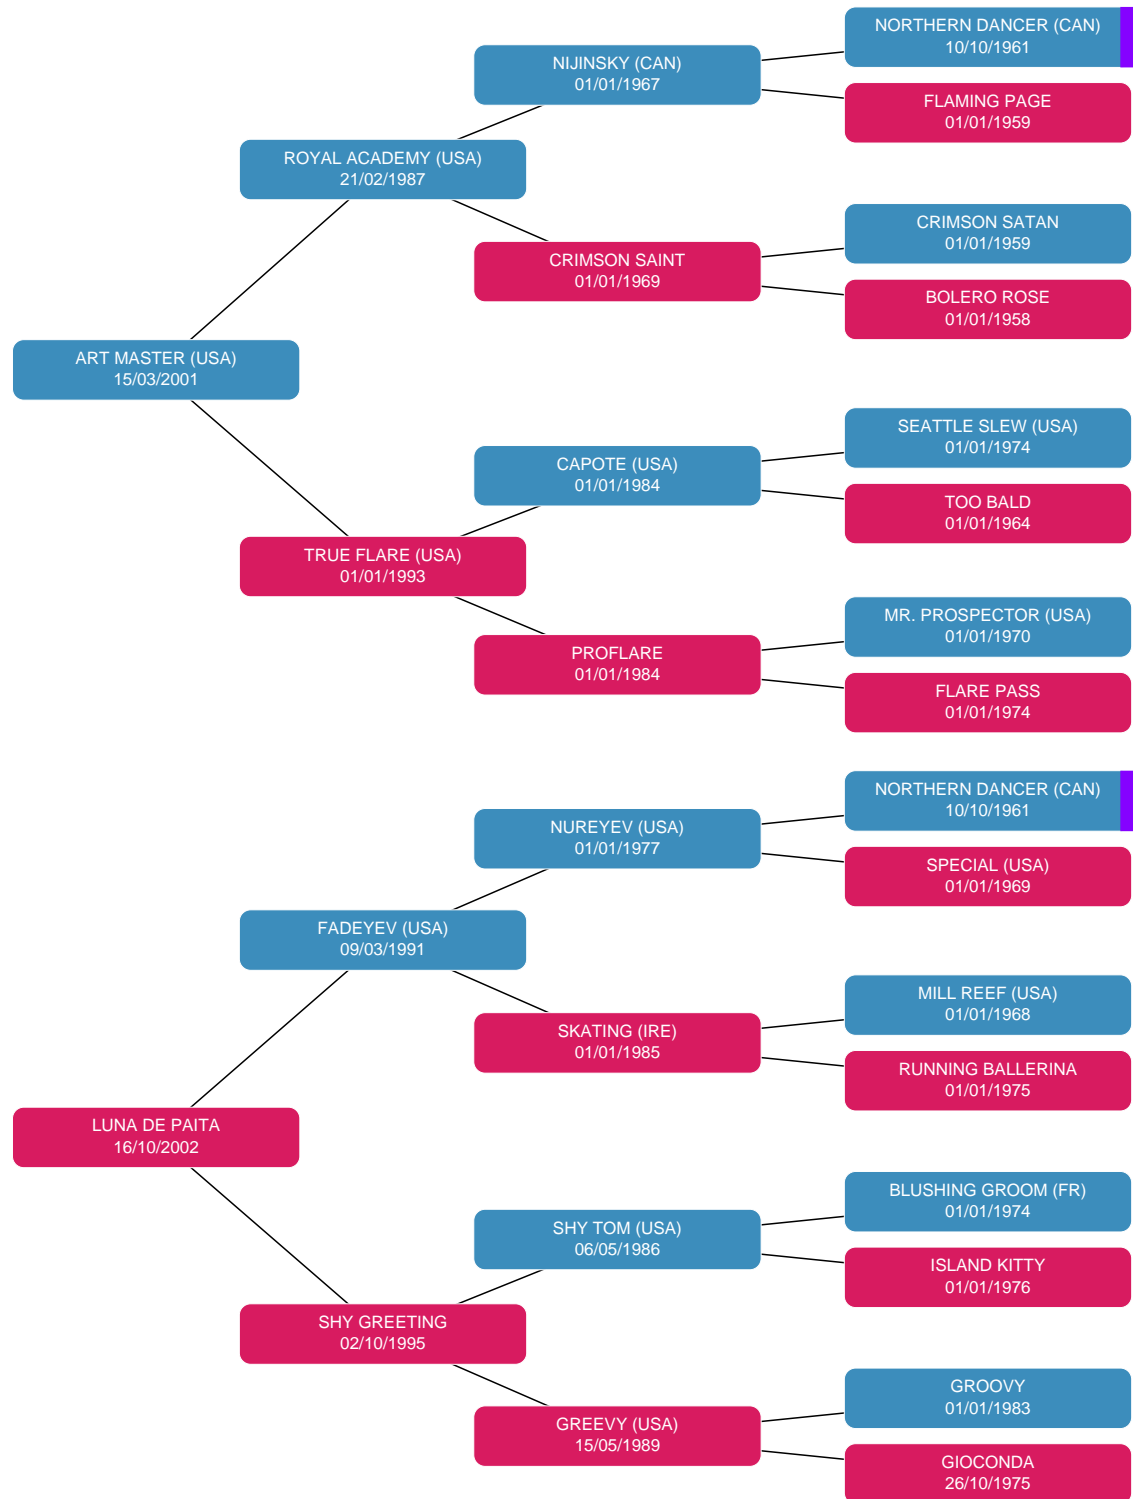 NORTHERN DANCER (CAN)
10/10/1961
NIJINSKY (CAN)
01/01/1967
FLAMING PAGE
01/01/1959
ROYAL ACADEMY (USA)
21/02/1987
CRIMSON SATAN
01/01/1959
CRIMSON SAINT
01/01/1969
BOLERO ROSE
01/01/1958
ART MASTER (USA)
15/03/2001
SEATTLE SLEW (USA)
01/01/1974
CAPOTE (USA)
01/01/1984
TOO BALD
01/01/1964
TRUE FLARE (USA)
01/01/1993
MR. PROSPECTOR (USA)
01/01/1970
PROFLARE
01/01/1984
FLARE PASS
01/01/1974
NORTHERN DANCER (CAN)
10/10/1961
NUREYEV (USA)
01/01/1977
SPECIAL (USA)
01/01/1969
FADEYEV (USA)
09/03/1991
MILL REEF (USA)
01/01/1968
SKATING (IRE)
01/01/1985
RUNNING BALLERINA
01/01/1975
LUNA DE PAITA
16/10/2002
BLUSHING GROOM (FR)
01/01/1974
SHY TOM (USA)
06/05/1986
ISLAND KITTY
01/01/1976
SHY GREETING
02/10/1995
GROOVY
01/01/1983
GREEVY (USA)
15/05/1989
GIOCONDA
26/10/1975